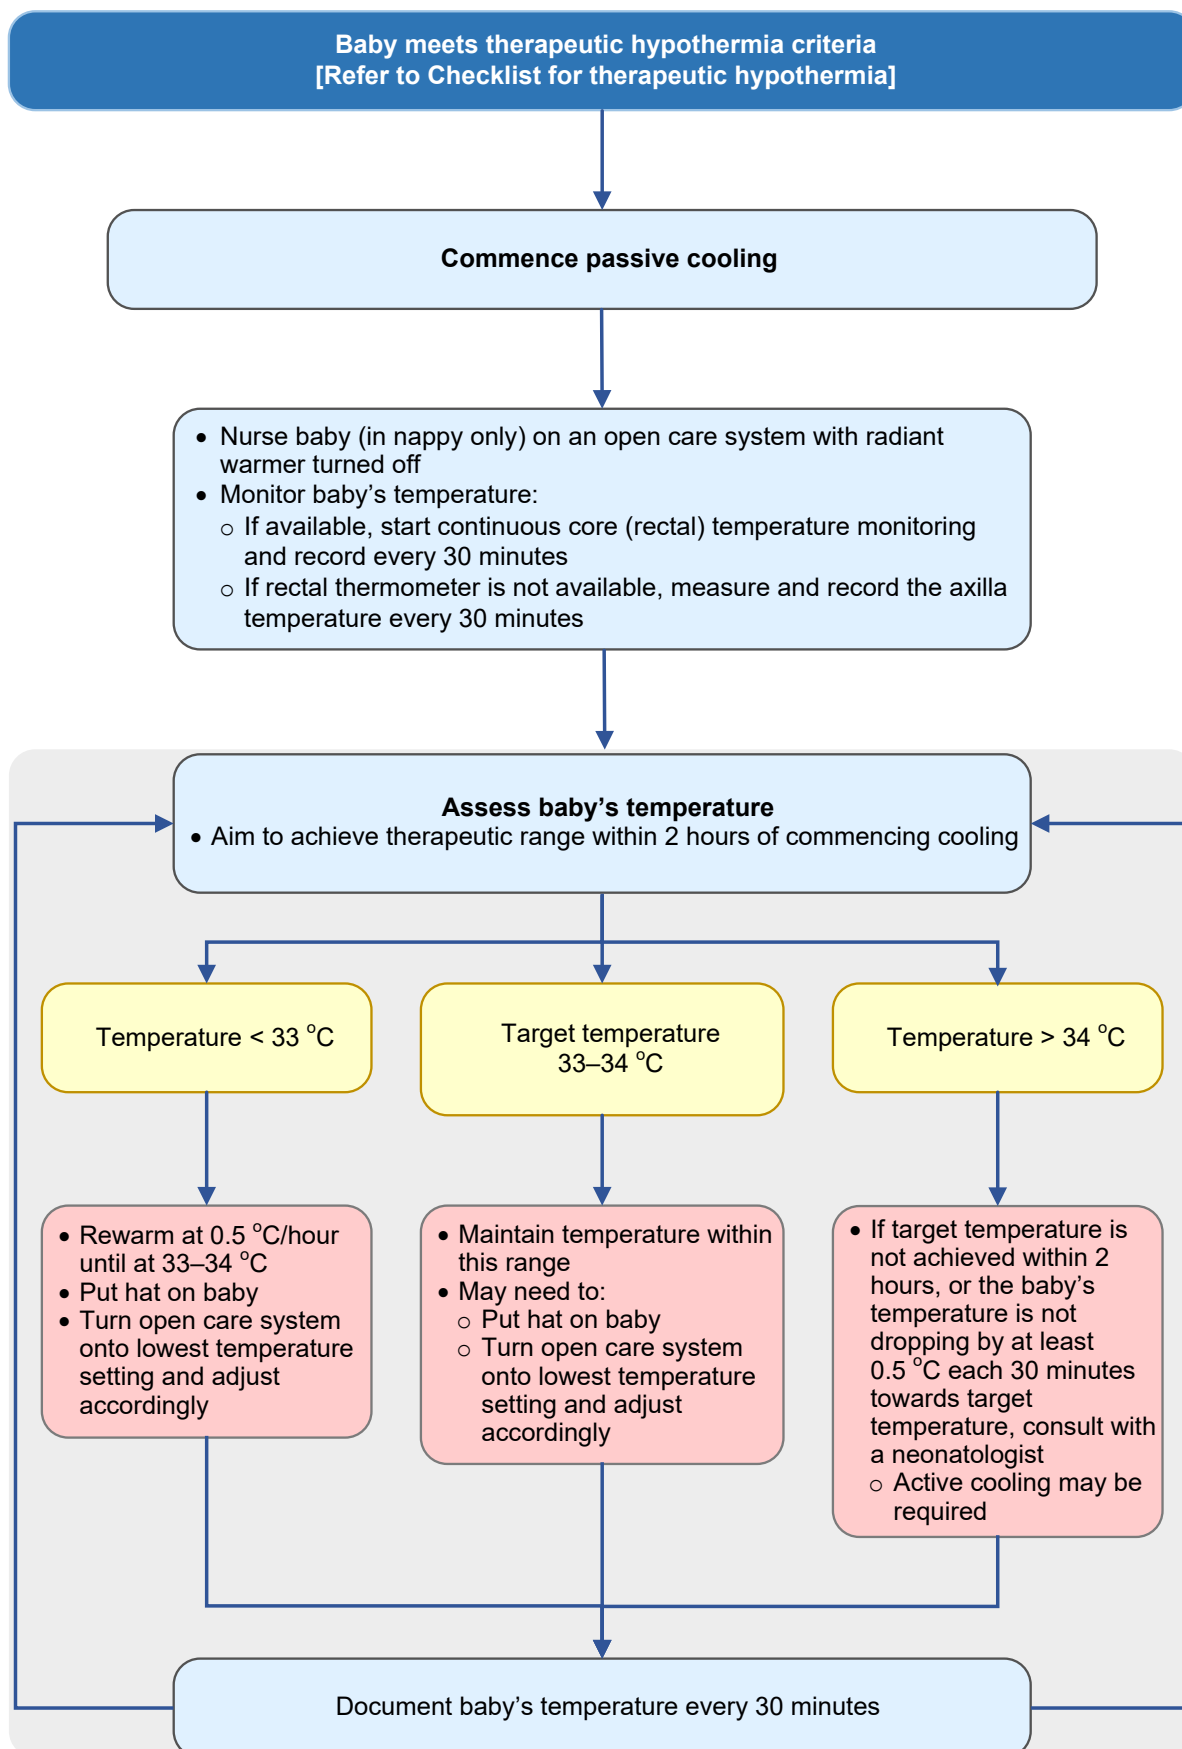 Baby meets therapeutic hypothermia criteria
[Refer to Checklist for therapeutic hypothermia]
Commence passive cooling
• Nurse baby (in nappy only) on an open care system with radiant
warmer turned off
• Monitor baby’s temperature:
○ If available, start continuous core (rectal) temperature monitoring
and record every 30 minutes
○ If rectal thermometer is not available, measure and record the axilla
temperature every 30 minutes
Assess baby’s temperature
• Aim to achieve therapeutic range within 2 hours of commencing cooling
Temperature < 33 °C
Target temperature
33–34 °C
Temperature > 34 °C
• Rewarm at 0.5 °C/hour
until at 33–34 °C
• Put hat on baby
• Turn open care system
onto lowest temperature
setting and adjust
accordingly
• Maintain temperature within
this range
• May need to:
○ Put hat on baby
○ Turn open care system
onto lowest temperature
setting and adjust
accordingly
• If target temperature is
not achieved within 2
hours, or the baby’s
temperature is not
dropping by at least
0.5 °C each 30 minutes
towards target
temperature, consult with
a neonatologist
○ Active cooling may be
required
Document baby’s temperature every 30 minutes